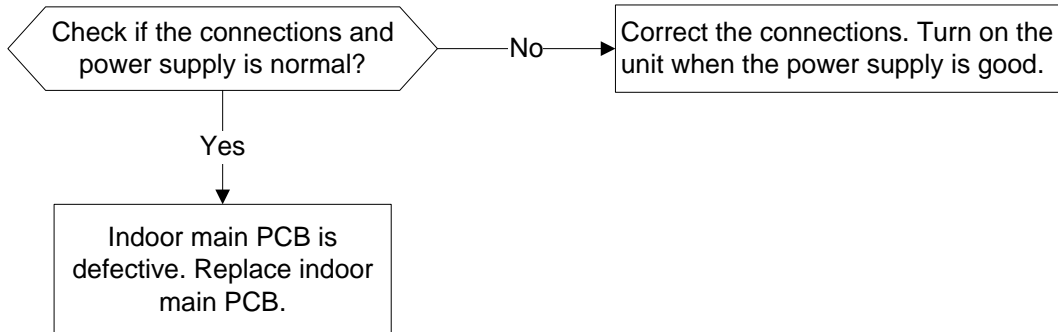 Check if the connections and
power supply is normal?
No
Correct the connections. Turn on the
unit when the power supply is good.
Yes
Indoor main PCB is
defective. Replace indoor
main PCB.